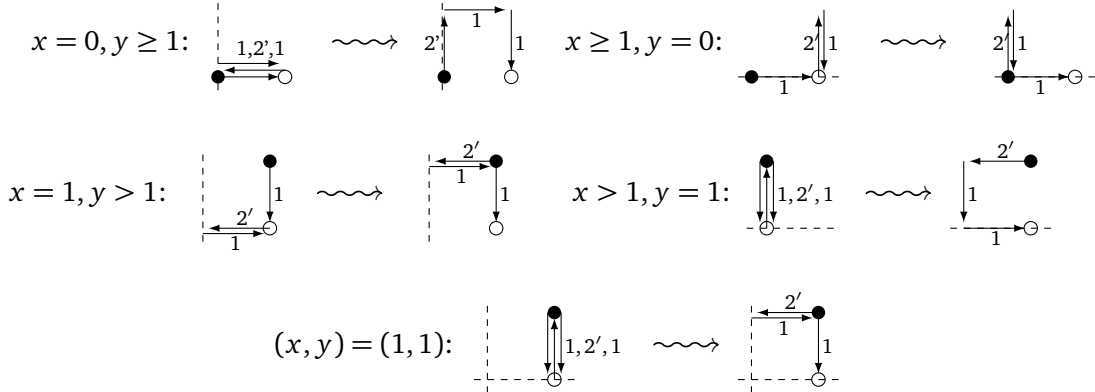 x = 0, y ≥ 1: 1,2',1 2' 1 1 x ≥ 1, y = 0: 2' 1 1 2' 1 1
x = 1, y > 1: 1 2′ 1 2′ 1 1 x > 1, y = 1: 1, 2′, 1 2′ 1 1
(x, y) = (1, 1): 1, 2′, 1 2′ 1 1